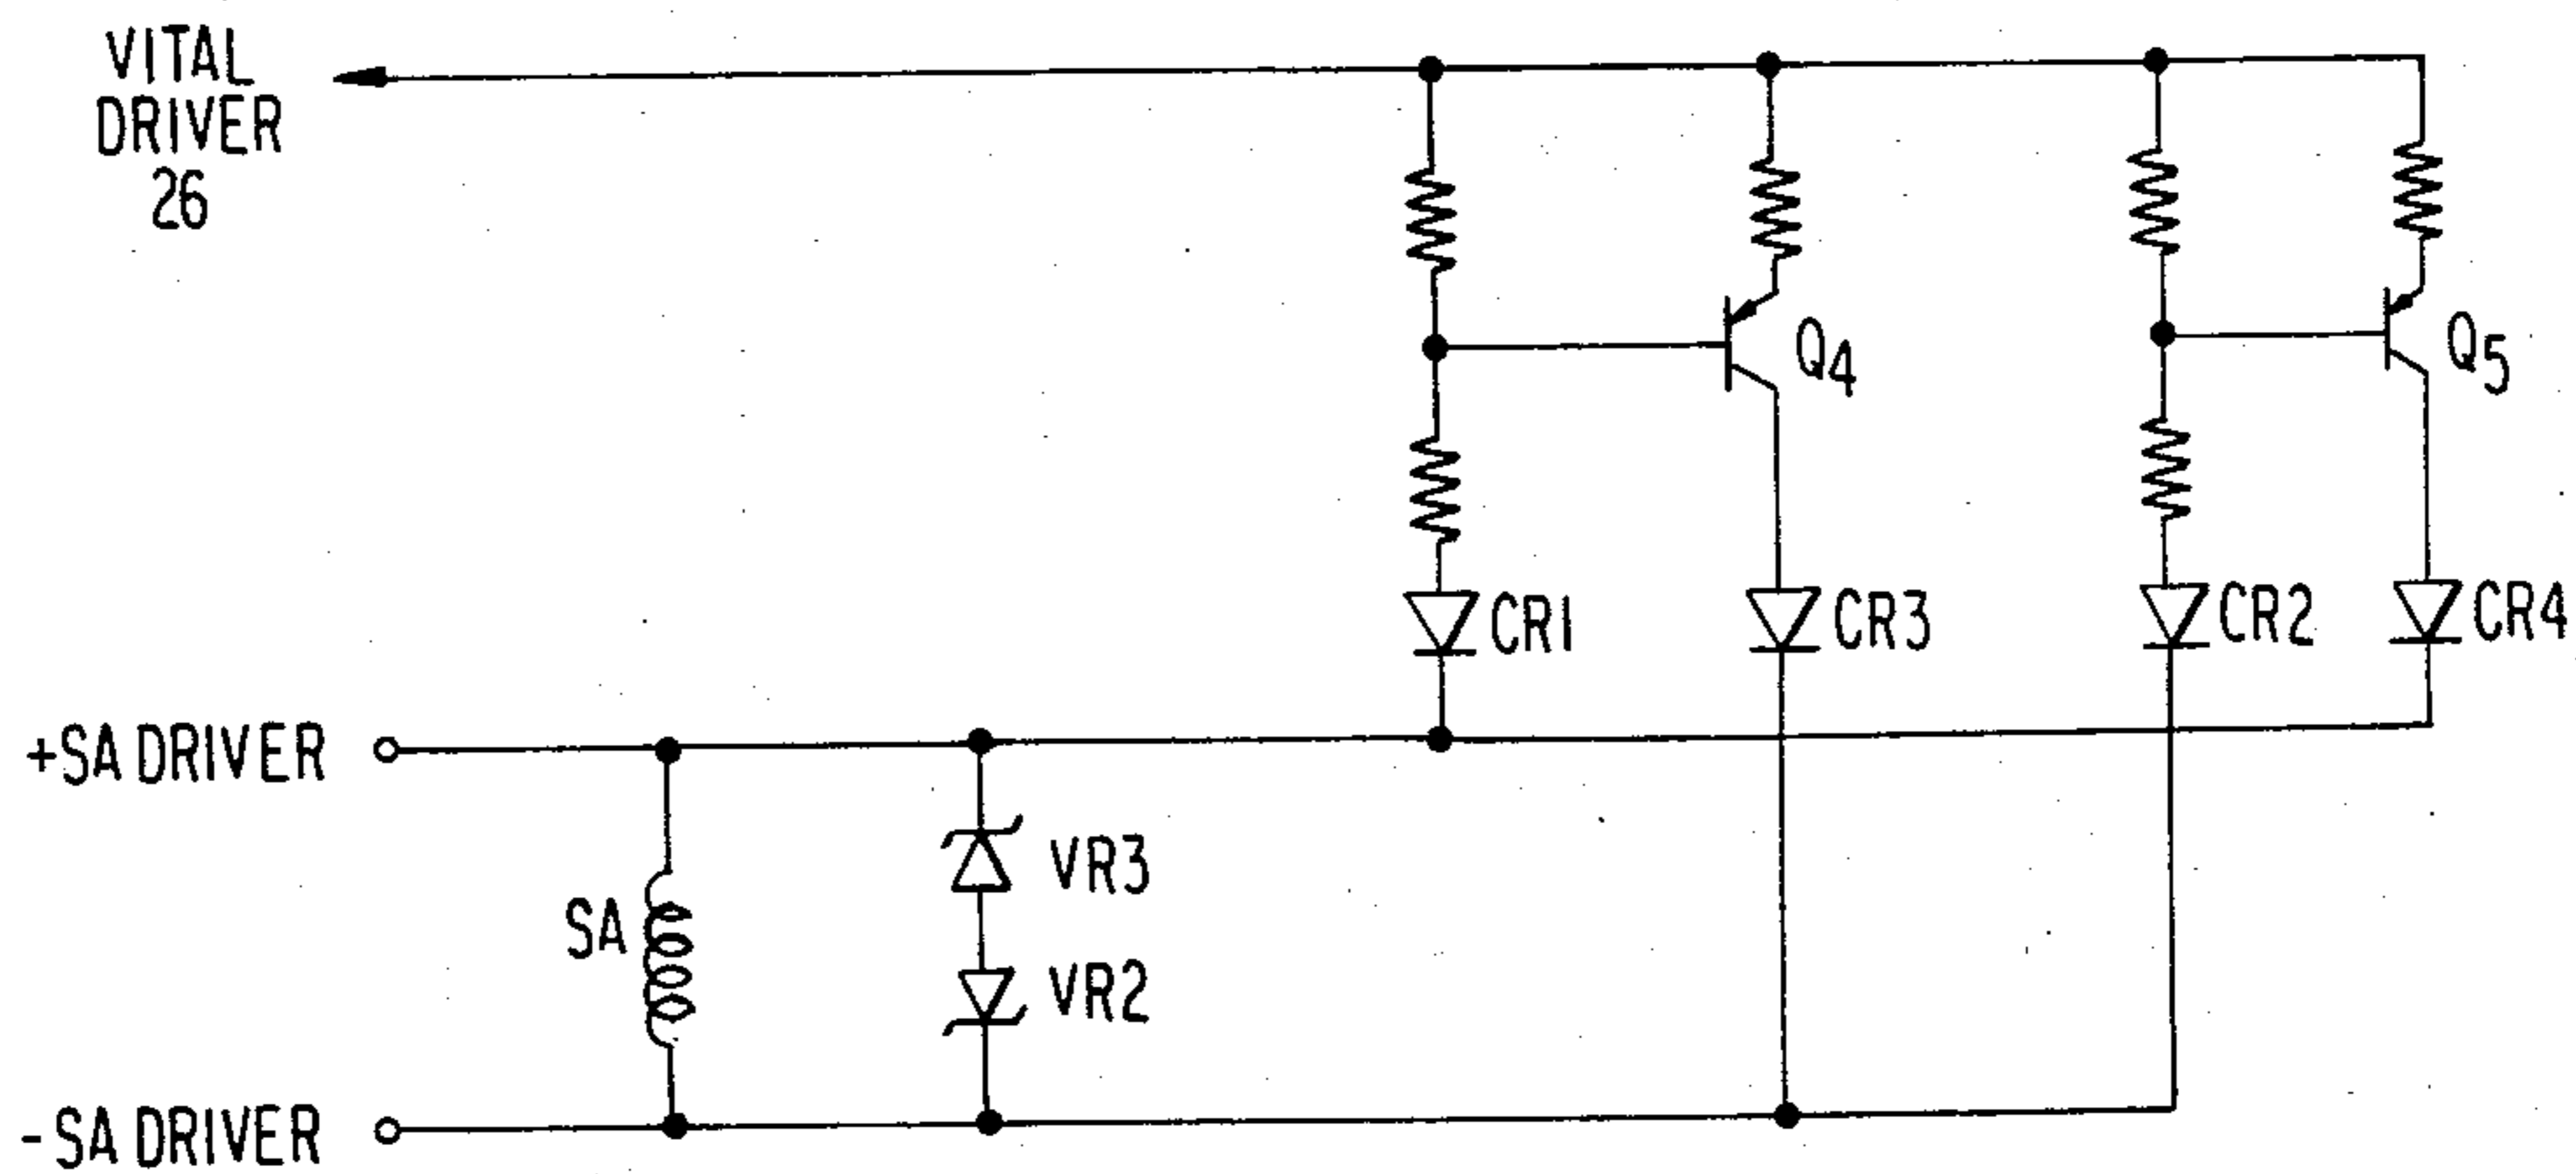 VITAL
DRIVER
26
Q4
Q5
CR1
CR3
CR2
CR4
+SA DRIVER
VR3
SA
VR2
-SA DRIVER